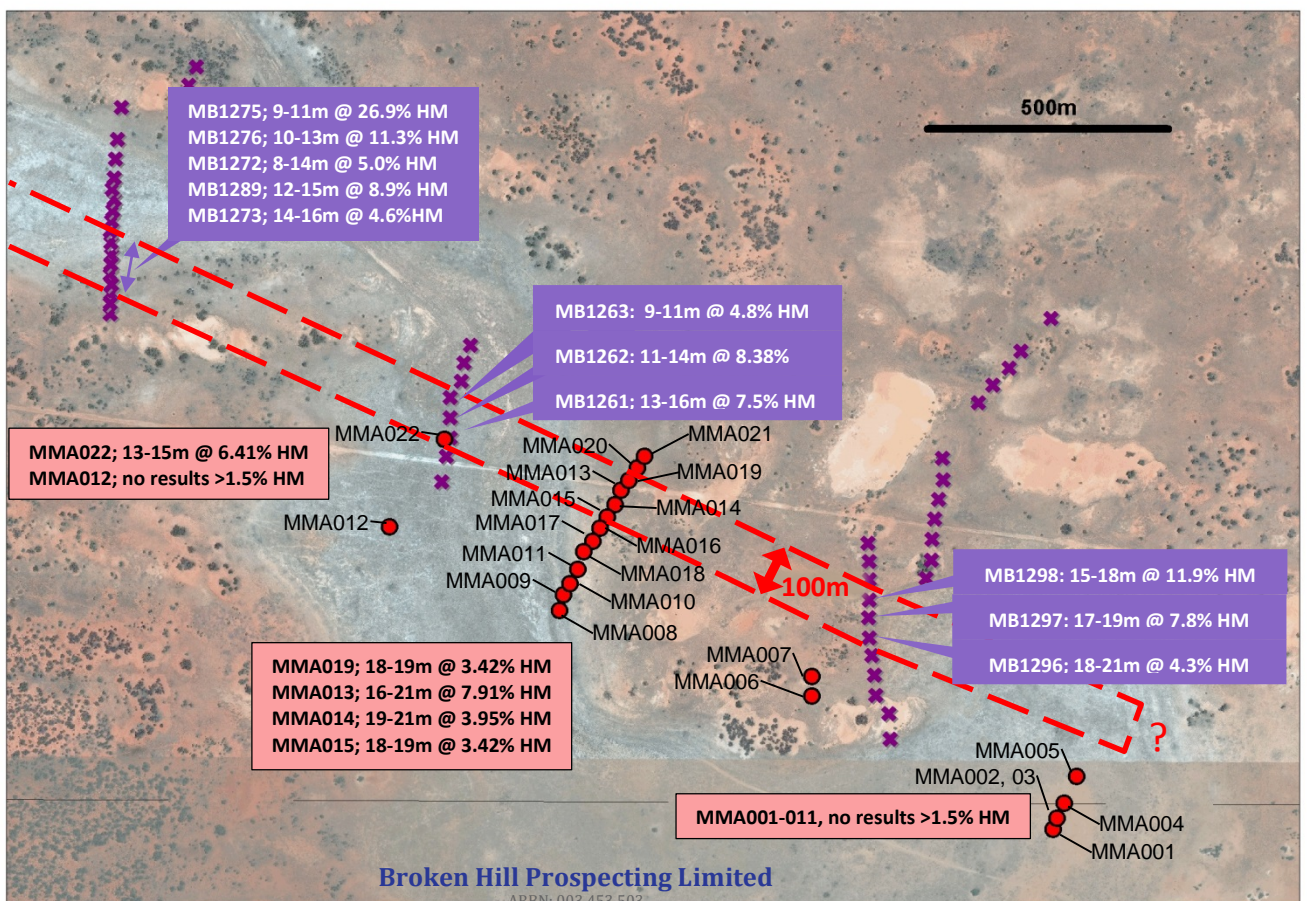 500m
MB1275; 9-11m @ 26.9% HM
MB1276; 10-13m @ 11.3% HM
MB1272; 8-14m @ 5.0% HM
MB1289; 12-15m @ 8.9% HM
MB1273; 14-16m @ 4.6%HM
MB1263:  9-11m @ 4.8% HM
MB1262: 11-14m @ 8.38%
MB1261: 13-16m @ 7.5% HM
MMA022
MMA022; 13-15m @ 6.41% HM
MMA012; no results >1.5% HM
MMA012
MMA021
MMA020
MMA019
MMA013
MMA014
MMA015
MMA017
MMA016
MMA011
MMA018
MMA009
MMA010
MMA008
100m
MB1298: 15-18m @ 11.9% HM
MB1297: 17-19m @ 7.8% HM
MB1296: 18-21m @ 4.3% HM
MMA007
MMA006
MMA019; 18-19m @ 3.42% HM
MMA013; 16-21m @ 7.91% HM
MMA014; 19-21m @ 3.95% HM
MMA015; 18-19m @ 3.42% HM
?
MMA005
MMA002, 03
MMA004
MMA001
MMA001-011, no results >1.5% HM
Broken Hill Prospecting Limited
ABRN: 003 453 503